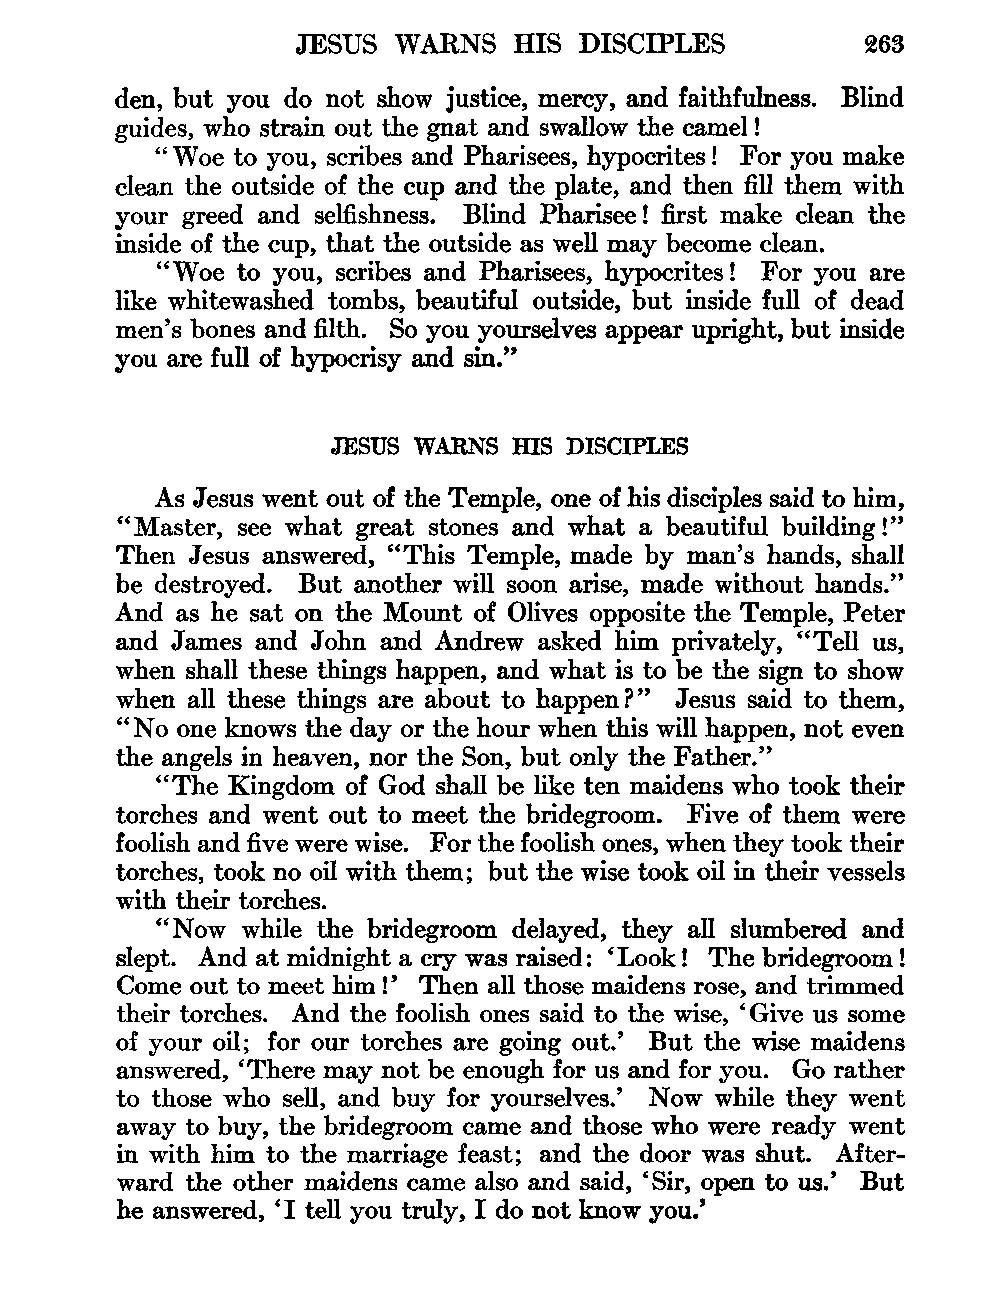 JESUS WARNS HIS DISCIPLES 263
den, but you do not show justice, mercy, and faithfulness. Blind
guides, who strain out the gnat and swallow the camel!
"Woe to you, scribes and Pharisees, hypocrites! For you make
clean the outside of the cup and the plate, and then fill them with
your greed and selfishness. Blind Pharisee! first make clean the
inside of the cup, that the outside as well may become clean.
"Woe to you, scribes and Pharisees, hypocrites! For you are
like whitewashed tombs, beautiful outside, but inside full of dead
men's bones and filth. So you yourselves appear upright, but inside
you are full of hypocrisy and sin."
JESUS WARNS HIS DISCIPLES
As Jesus went out of the Temple, one of his disciples said to him,
"Master, see what great stones and what a beautiful building!"
Then Jesus answered, "This Temple, made by man's hands, shall
be destroyed. But another will soon arise, made without hands."
And as he sat on the Mount of Olives opposite the Temple, Peter
and James and John and Andrew asked him privately, "Tell us,
when shall these things happen, and what is to be the sign to show
when all these things are about to happen?" Jesus said to them,
"No one knows the day or the hour when this will happen, not even
the angels in heaven, nor the Son, but only the Father."
"The Kingdom of God shall be like ten maidens who took their
torches and went out to meet the bridegroom. Five of them were
foolish and five were wise. For the foolish ones, when they took their
torches, took no oil with them; but the wise took oil in their vessels
with their torches.
"Now while the bridegroom delayed, they all slumbered and
slept. And at midnight a cry was raised: 'Look! The bridegroom!
Come out to meet him!' Then all those maidens rose, and trimmed
their torches. And the foolish ones said to the wise, 'Give us some
of your oil; for our torches are going out.' But the wise maidens
answered, 'There may not be enough for us and for you. Go rather
to those who sell, and buy for yourselves.' Now while they went
away to buy, the bridegroom came and those who were ready went
in with him to the marriage feast; and the door was shut. After-
ward the other maidens came also and said, 'Sir, open to us.' But
he answered, 'I tell you truly, I do not know you.'